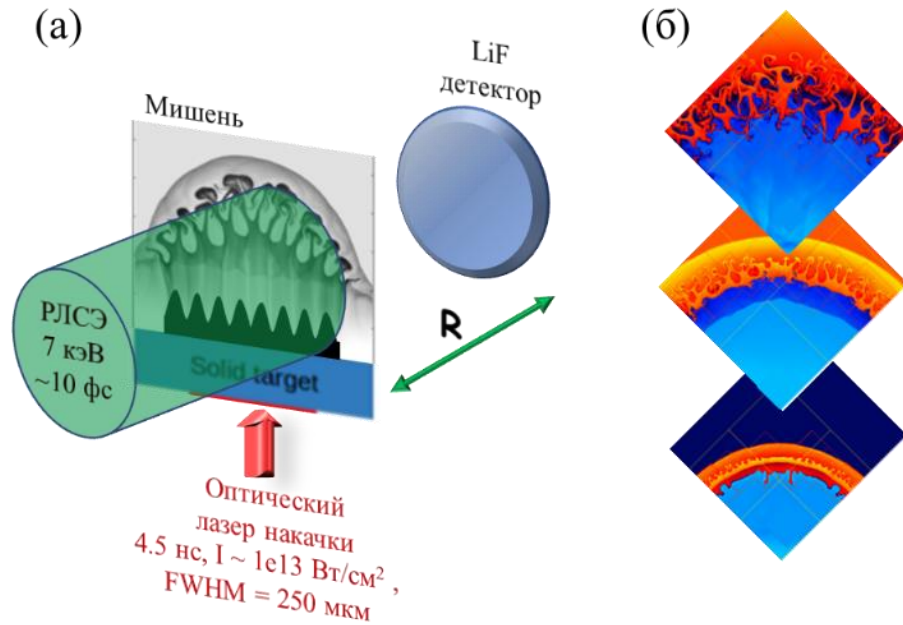 (а)
(б)
LiF
детектор
Мишень
РЛСЭ
7 кэВ
~10 фс
R
Solid target
Оптический
лазер накачки
4.5 нс, I ~ 1e13 Вт/см² ,
FWHM = 250 мкм